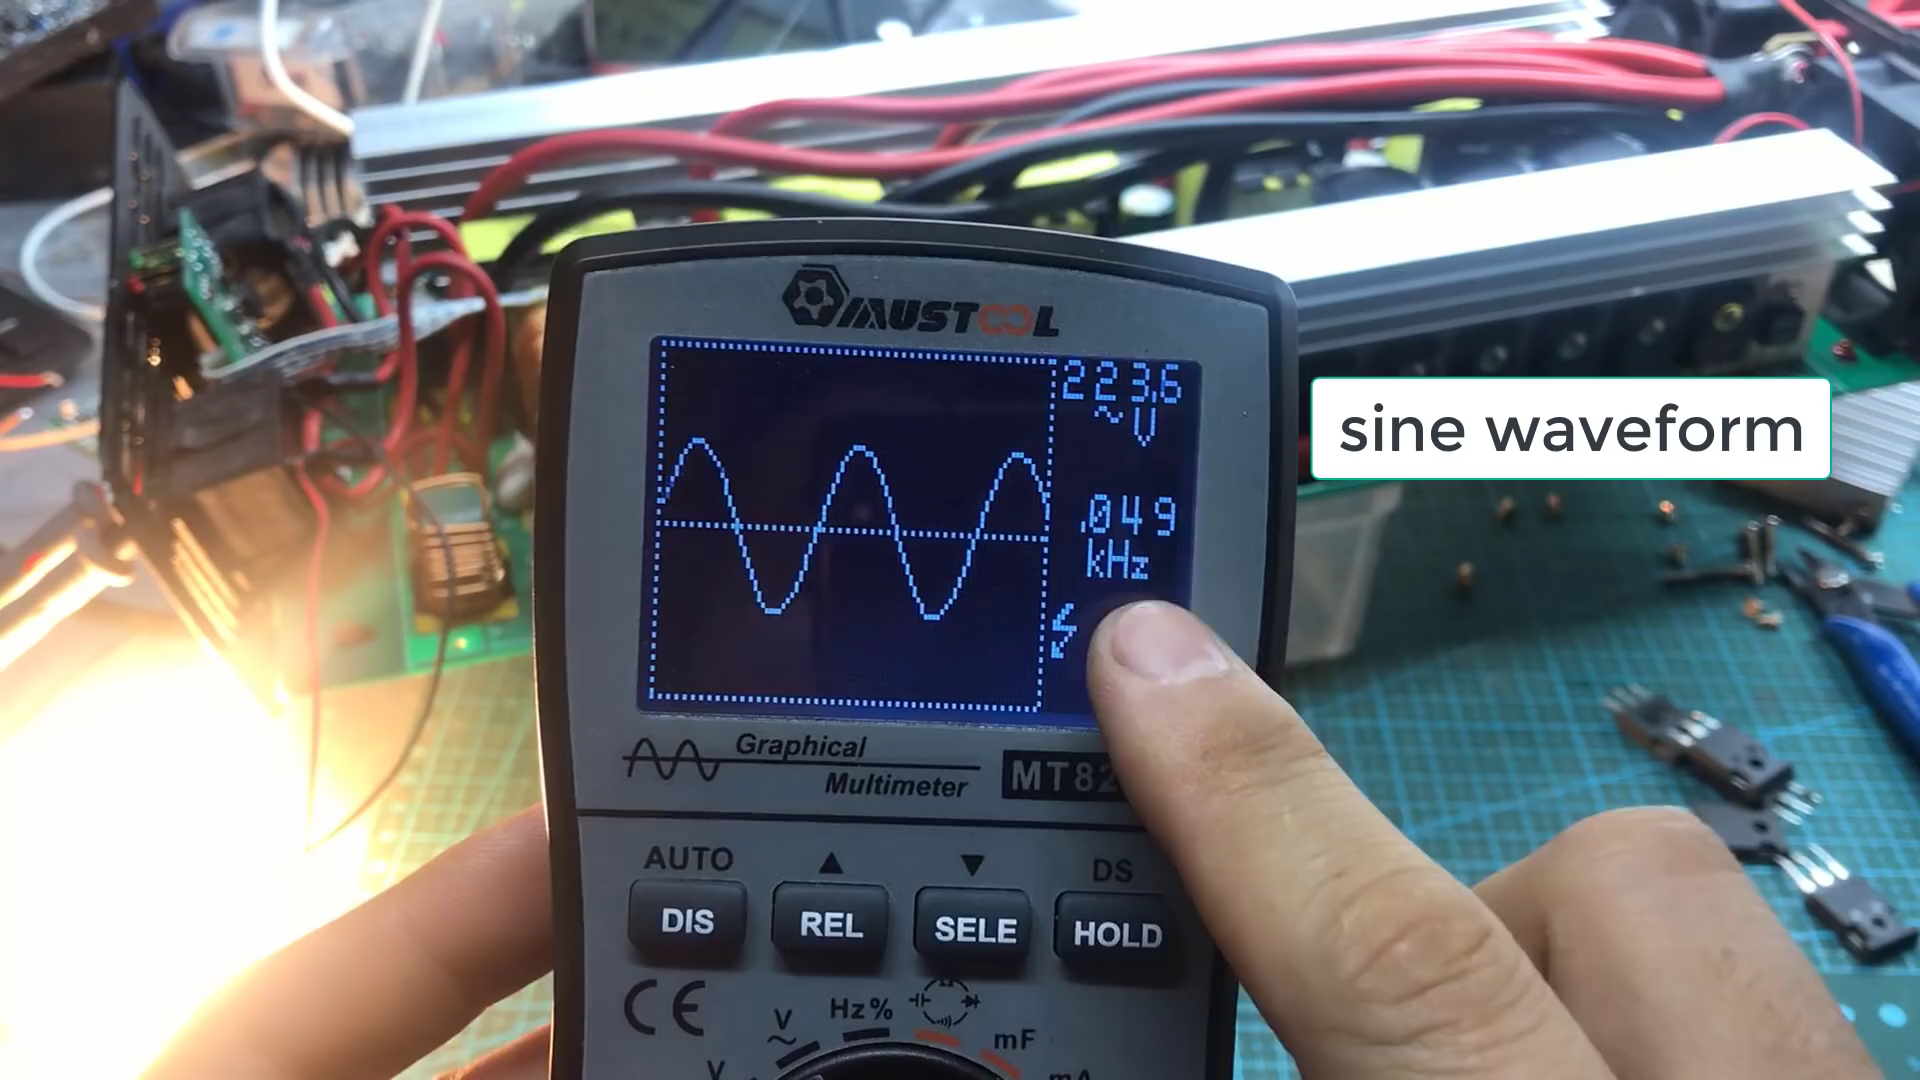 MUSTOOL
223.6
~ V
sine waveform
.049
kHz
Graphical
Multimeter
MT82
AUTO
DS
DIS
REL
SELE
HOLD
CE
V
Hz%
Ω
mF
V
mA